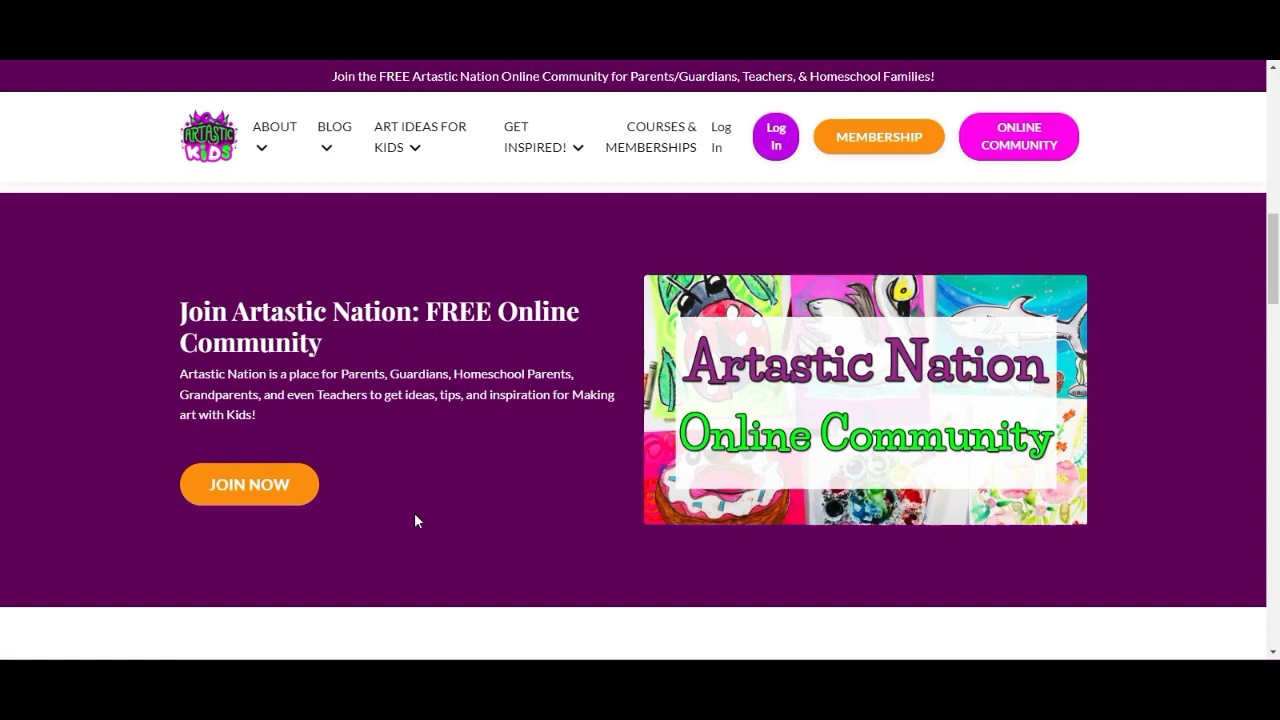 Join the FREE Artastic Nation Online Community for Parents/Guardians, Teachers, & Homeschool Families!
ARTASTIC
KiDS
ABOUT
BLOG
ART IDEAS FOR
KIDS
GET
INSPIRED!
COURSES &
MEMBERSHIPS
Log
In
Log
In
MEMBERSHIP
ONLINE
COMMUNITY
Join Artastic Nation: FREE Online
Community
Artastic Nation is a place for Parents, Guardians, Homeschool Parents,
Grandparents, and even Teachers to get ideas, tips, and inspiration for Making
art with Kids!
JOIN NOW
Artastic Nation
Online Community